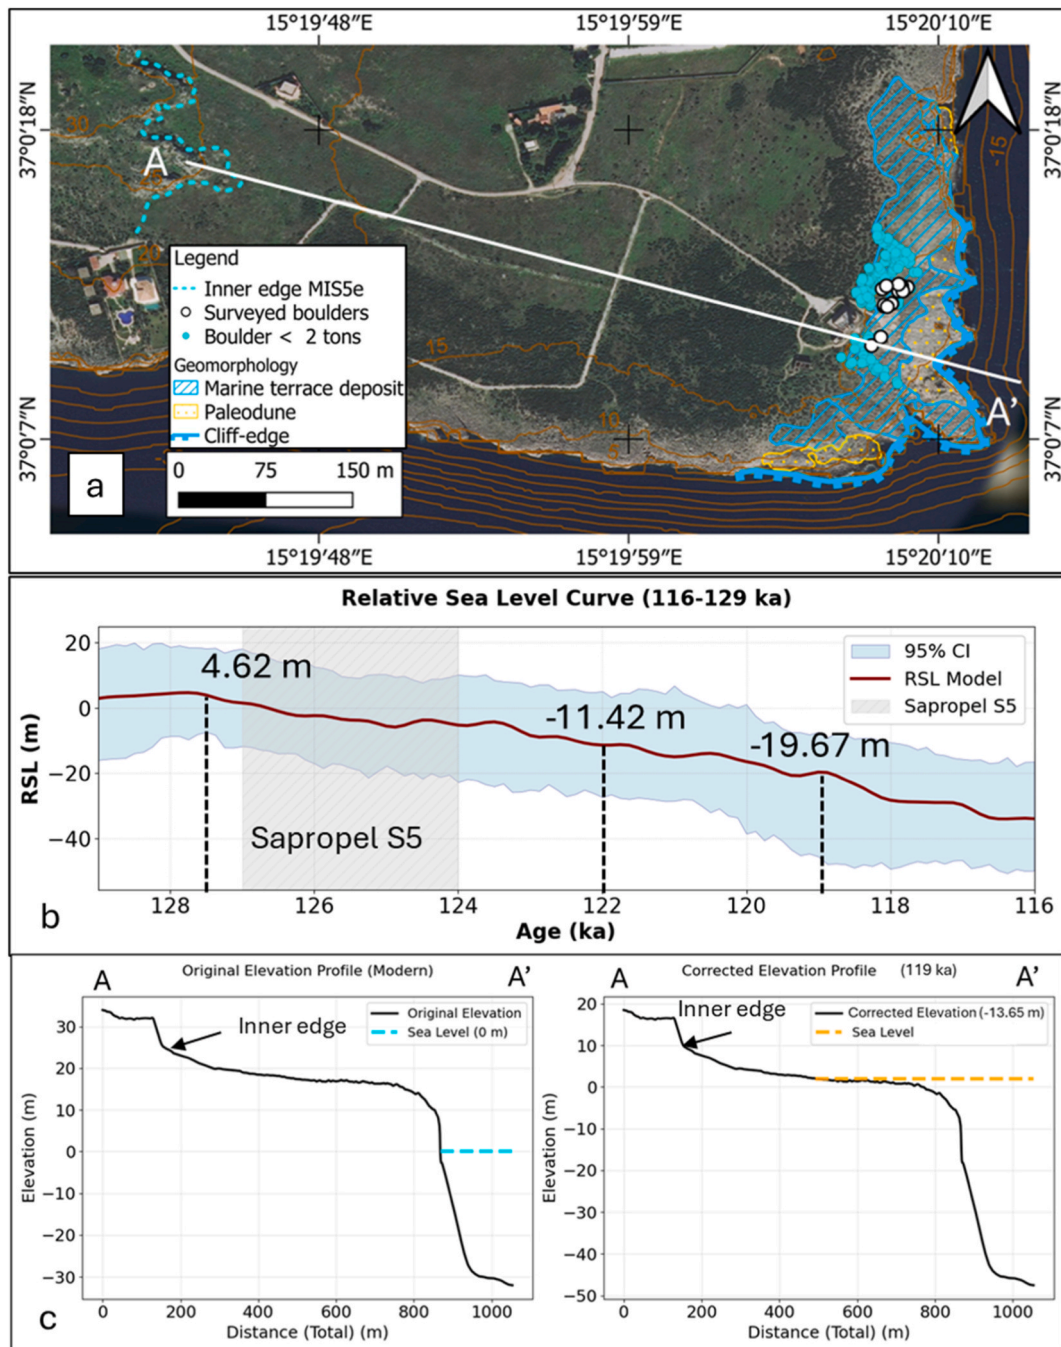 15°19′48″E 15°19′59″E 15°20′10″E
37°0′18″N
37°0′18″N
30
-15
A
20
Legend
Inner edge MIS5e
Surveyed boulders
Boulder < 2 tons
Geomorphology
Marine terrace deposit
Paleodune
Cliff-edge
15
10
5
A’
37°0′7″N
37°0′7″N
0 75 150 m
a
15°19′48″E 15°19′59″E 15°20′10″E
Relative Sea Level Curve (116-129 ka)
20
0
−20
−40
RSL (m)
4.62 m
-11.42 m
-19.67 m
95% CI
RSL Model
Sapropel S5
Sapropel S5
128 126 124 122 120 118 116
Age (ka)
b
A Original Elevation Profile (Modern) A’
Original Elevation
Sea Level (0 m)
Inner edge
30
20
10
0
−10
−20
−30
Elevation (m)
0 200 400 600 800 1000
Distance (Total) (m)
c
A Corrected Elevation Profile (119 ka) A’
Corrected Elevation (-13.65 m)
Sea Level
Inner edge
20
10
0
−10
−20
−30
−40
−50
Elevation (m)
0 200 400 600 800 1000
Distance (Total) (m)